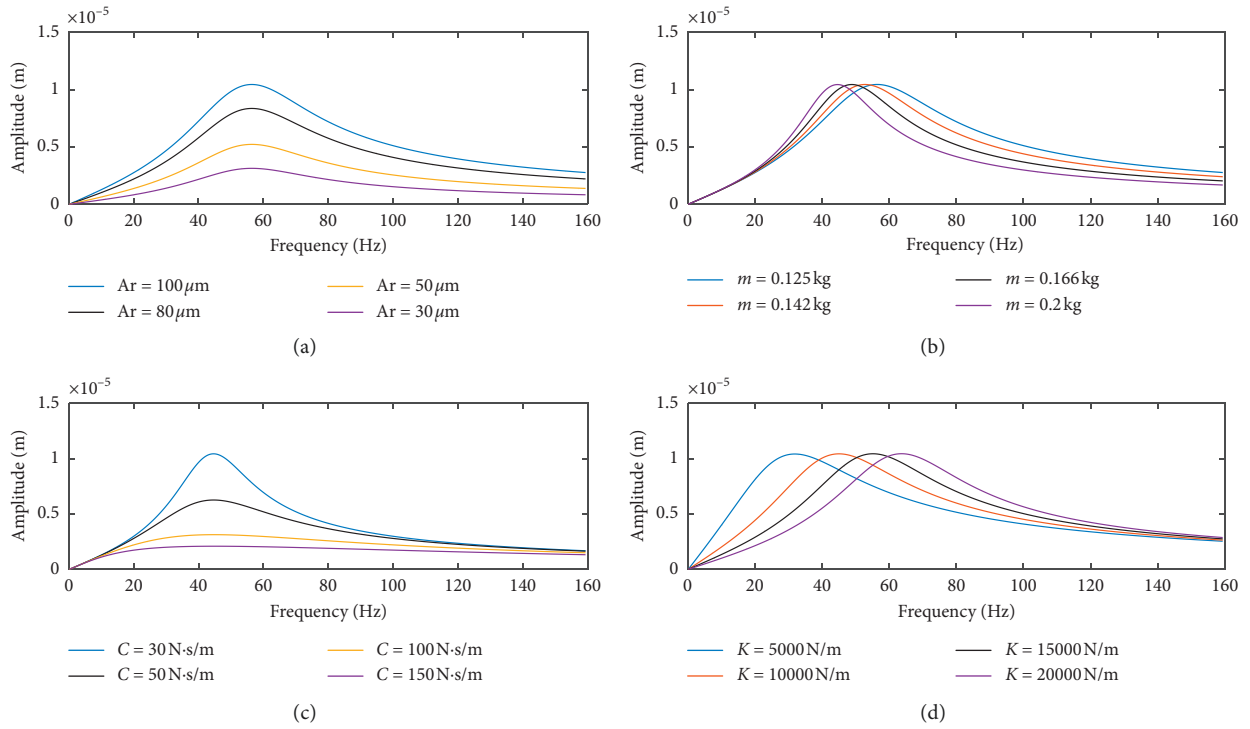 ×10⁻⁵
1.5
1
0.5
0
Amplitude (m)
0 20 40 60 80 100 120 140 160
Frequency (Hz)
Ar = 100 μm
Ar = 50 μm
Ar = 80 μm
Ar = 30 μm
(a)
×10⁻⁵
1.5
1
0.5
0
Amplitude (m)
0 20 40 60 80 100 120 140 160
Frequency (Hz)
m = 0.125 kg
m = 0.166 kg
m = 0.142 kg
m = 0.2 kg
(b)
×10⁻⁵
1.5
1
0.5
0
Amplitude (m)
0 20 40 60 80 100 120 140 160
Frequency (Hz)
C = 30 N·s/m
C = 100 N·s/m
C = 50 N·s/m
C = 150 N·s/m
(c)
×10⁻⁵
1.5
1
0.5
0
Amplitude (m)
0 20 40 60 80 100 120 140 160
Frequency (Hz)
K = 5000 N/m
K = 15000 N/m
K = 10000 N/m
K = 20000 N/m
(d)